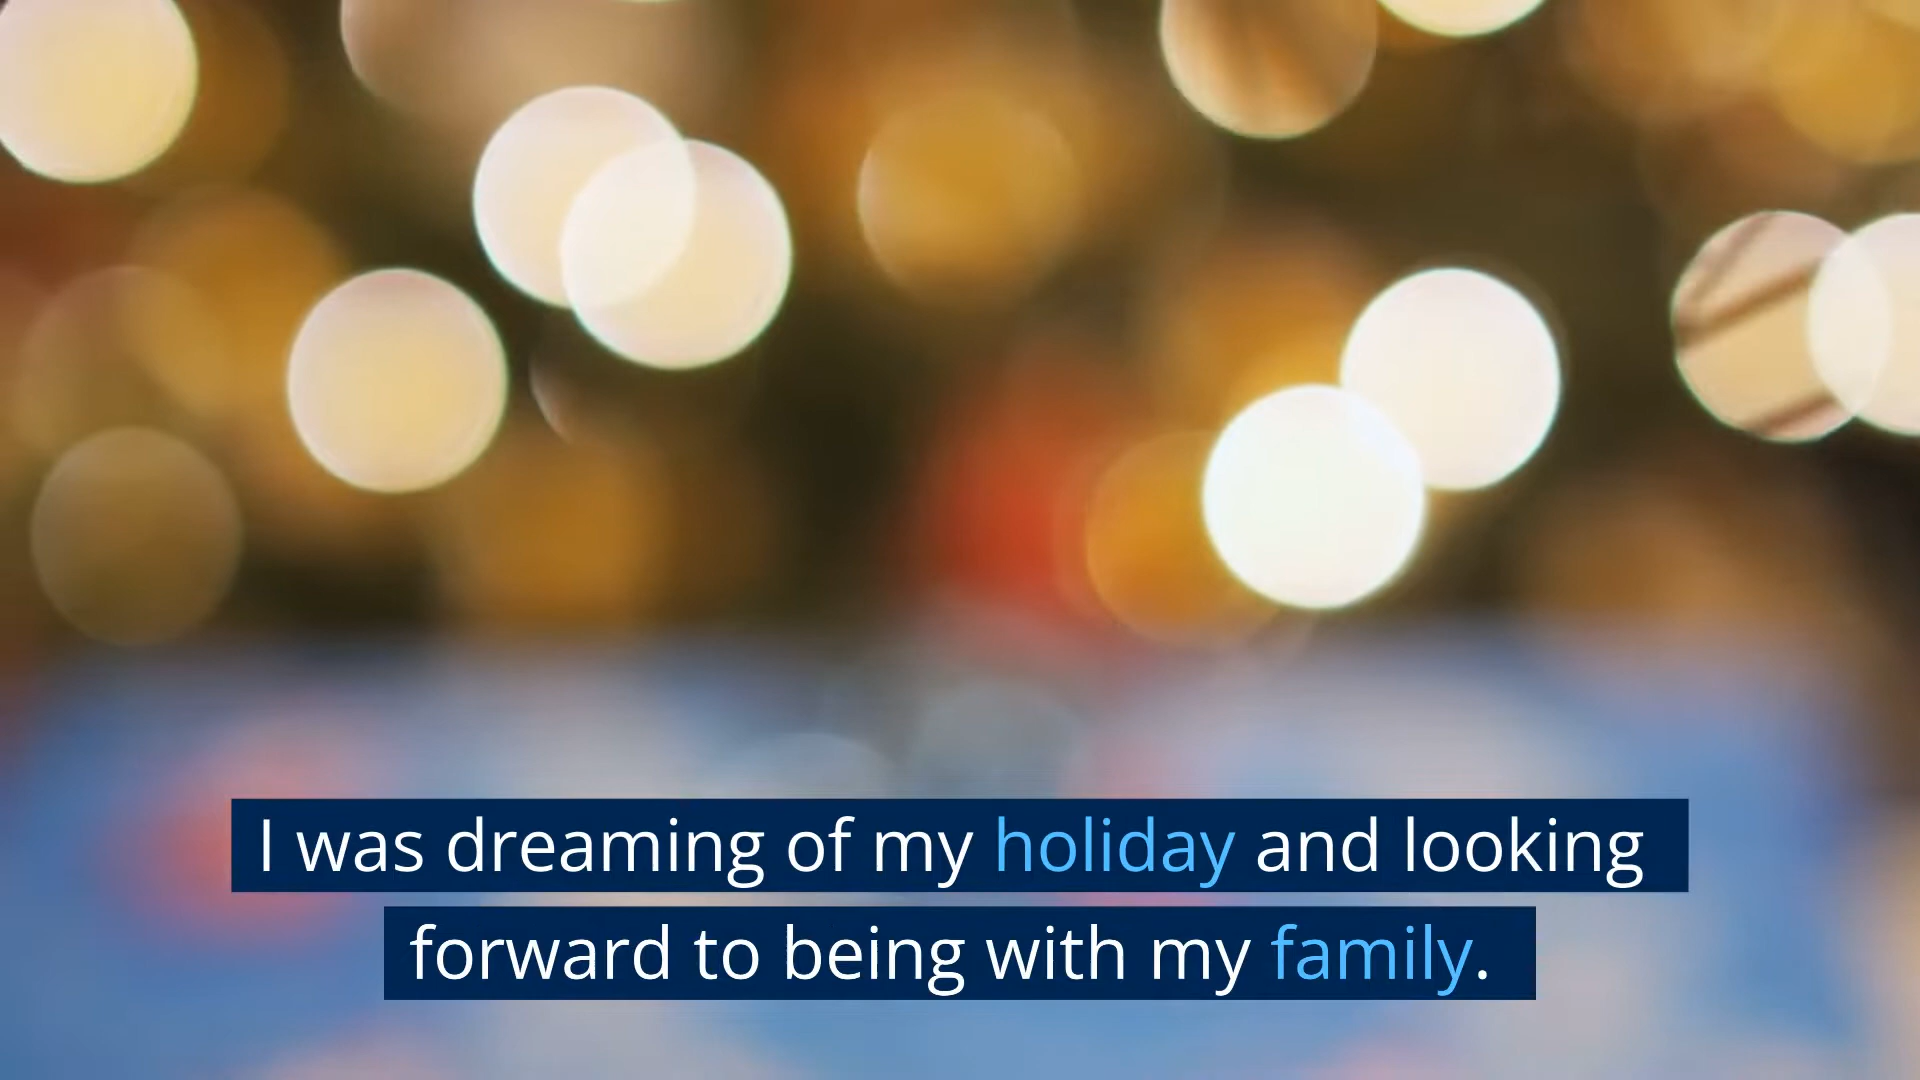 I was dreaming of my holiday and looking
forward to being with my family.